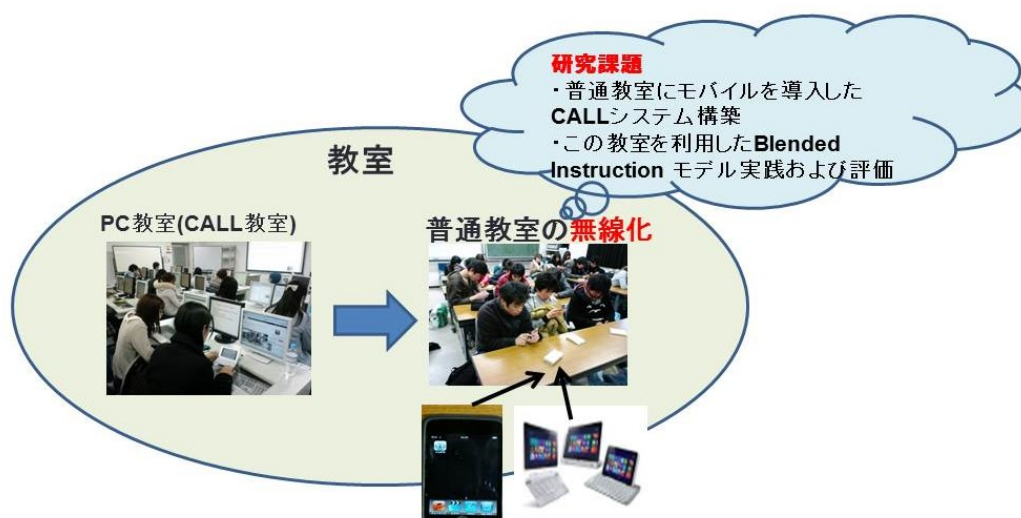 研究課題
・普通教室にモバイルを導入した
CALLシステム構築
・この教室を利用したBlended
Instruction モデル実践および評価
教室
PC教室(CALL教室)
普通教室の無線化